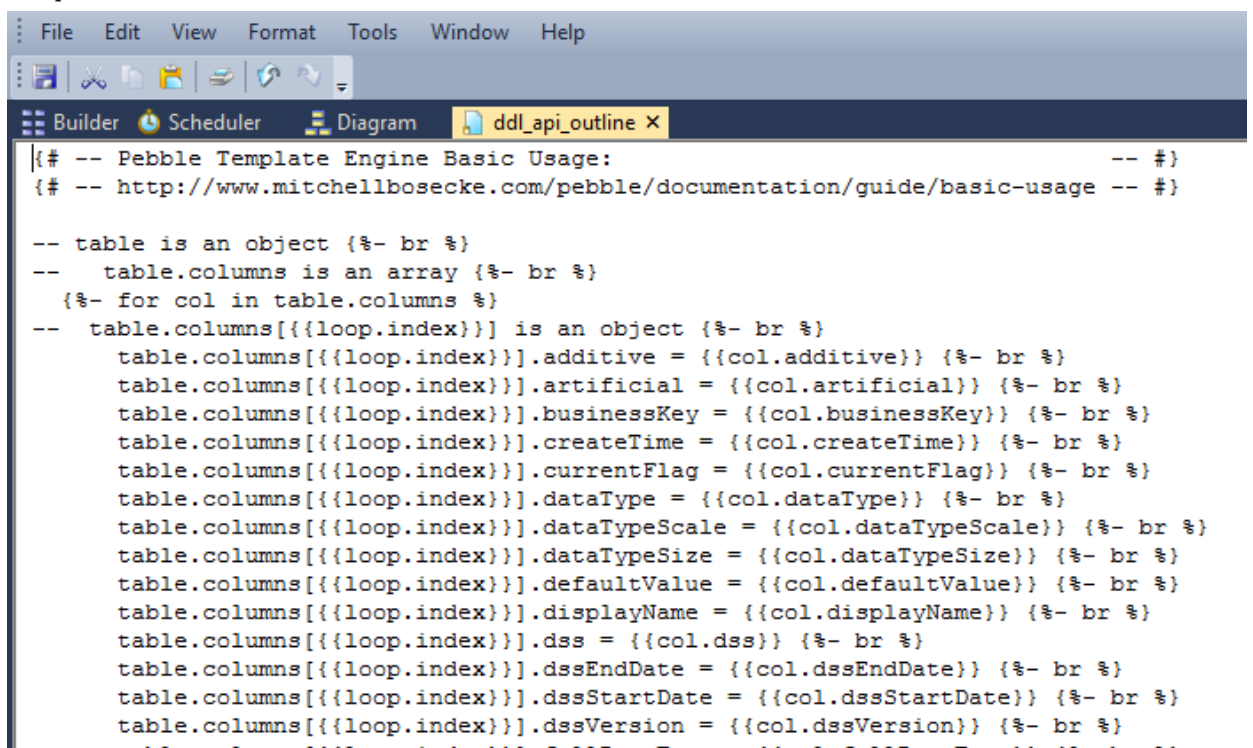 File Edit View Format Tools Window Help
Builder Scheduler Diagram ddl_api_outline ×
{# -- Pebble Template Engine Basic Usage: -- #}
{# -- http://www.mitchellbosecke.com/pebble/documentation/guide/basic-usage -- #}
-- table is an object {%- br %}
-- table.columns is an array {%- br %}
{%- for col in table.columns %}
-- table.columns[{{loop.index}}] is an object {%- br %}
table.columns[{{loop.index}}].additive = {{col.additive}} {%- br %}
table.columns[{{loop.index}}].artificial = {{col.artificial}} {%- br %}
table.columns[{{loop.index}}].businessKey = {{col.businessKey}} {%- br %}
table.columns[{{loop.index}}].createTime = {{col.createTime}} {%- br %}
table.columns[{{loop.index}}].currentFlag = {{col.currentFlag}} {%- br %}
table.columns[{{loop.index}}].dataType = {{col.dataType}} {%- br %}
table.columns[{{loop.index}}].dataTypeScale = {{col.dataTypeScale}} {%- br %}
table.columns[{{loop.index}}].dataTypeSize = {{col.dataTypeSize}} {%- br %}
table.columns[{{loop.index}}].defaultValue = {{col.defaultValue}} {%- br %}
table.columns[{{loop.index}}].displayName = {{col.displayName}} {%- br %}
table.columns[{{loop.index}}].dss = {{col.dss}} {%- br %}
table.columns[{{loop.index}}].dssEndDate = {{col.dssEndDate}} {%- br %}
table.columns[{{loop.index}}].dssStartDate = {{col.dssStartDate}} {%- br %}
table.columns[{{loop.index}}].dssVersion = {{col.dssVersion}} {%- br %}